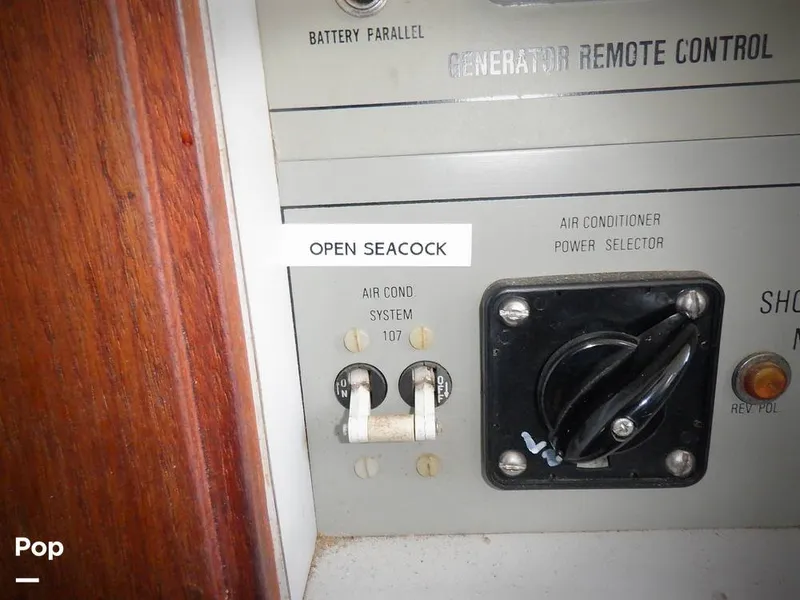 BATTERY PARALLEL
GENERATOR REMOTE CONTROL
AIR CONDITIONER
POWER SELECTOR
OPEN SEACOCK
AIR COND
SYSTEM
107
ON
OFF
REV POL
Pop